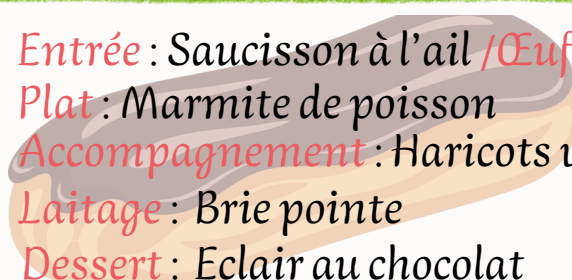 Entrée : Saucisson à l'ail /Œuf
Plat : Marmite de poisson
Accompagnement : Haricots
Laitage : Brie pointe
Dessert : Eclair au chocolat